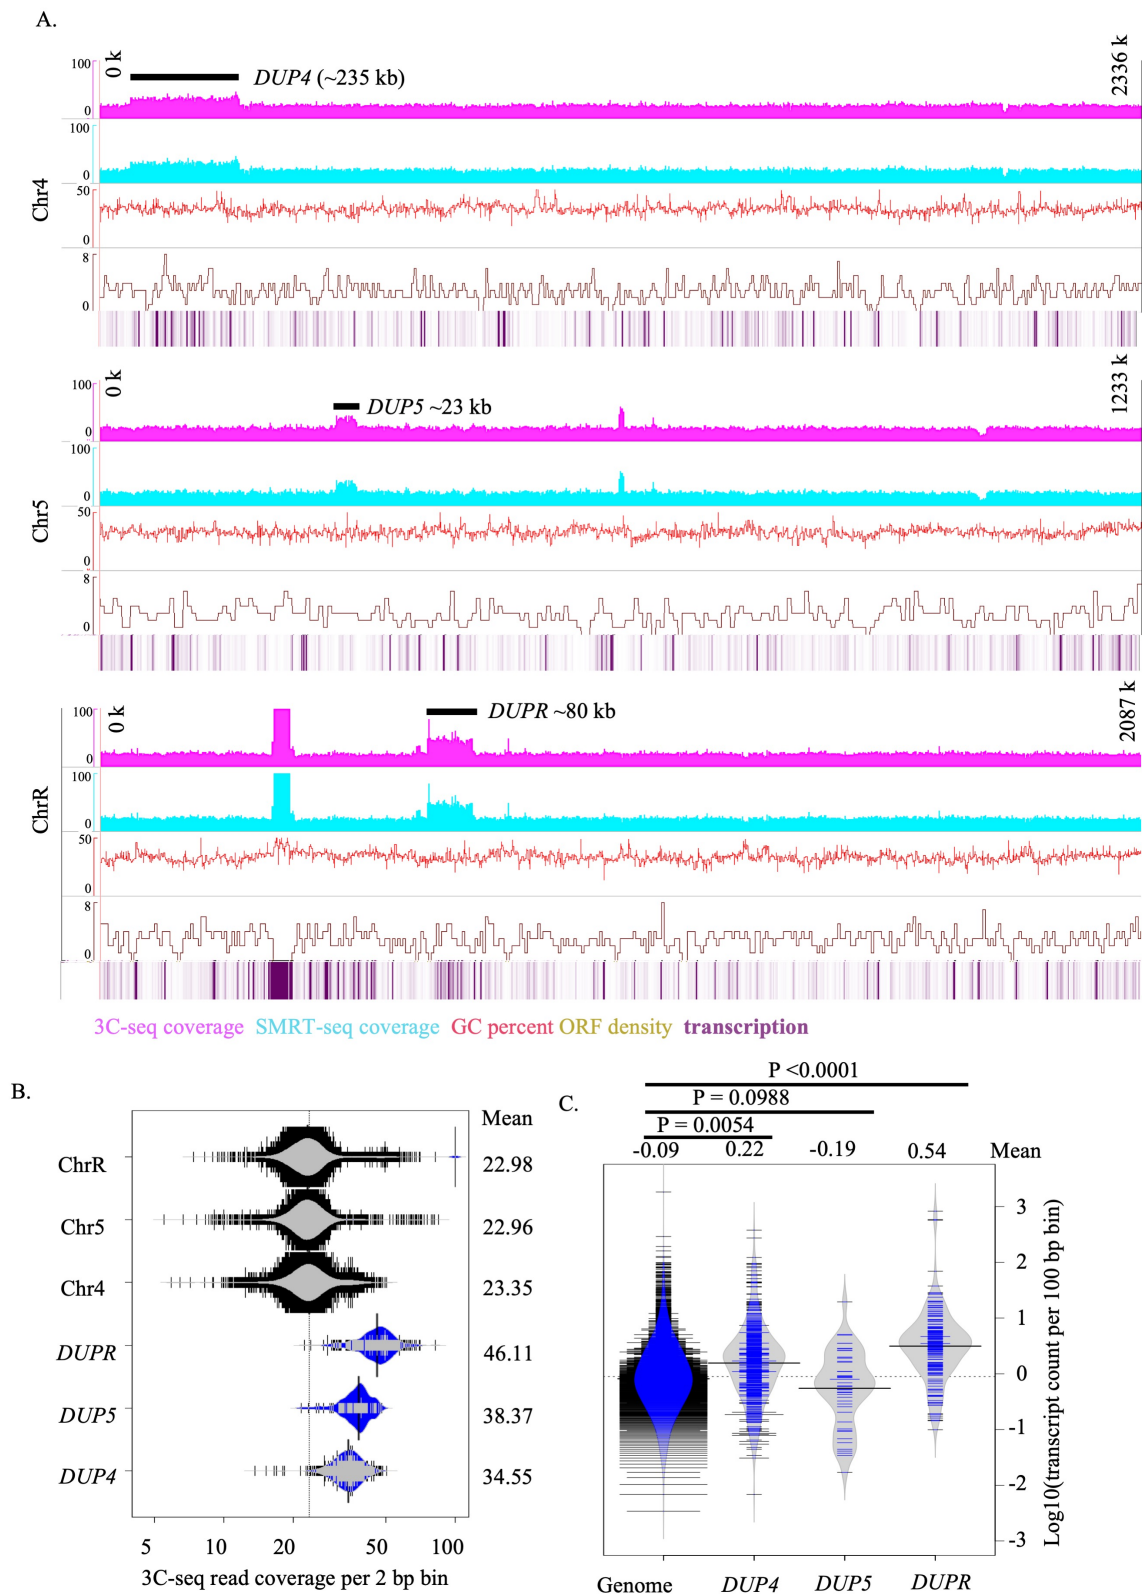 A.
100
0
0 k
DUP4 (~235 kb)
2336 k
100
0
50
0
8
0
Chr4
100
0
0 k
DUP5 ~23 kb
1233 k
100
0
50
0
8
0
Chr5
100
0
0 k
DUPR ~80 kb
2087 k
100
0
50
0
8
0
ChrR
3C-seq coverage SMRT-seq coverage GC percent ORF density transcription
B.
Mean
ChrR 22.98
Chr5 22.96
Chr4 23.35
DUPR 46.11
DUP5 38.37
DUP4 34.55
5 10 20 50 100
3C-seq read coverage per 2 bp bin
C.
P <0.0001
P = 0.0988
P = 0.0054
-0.09 0.22 -0.19 0.54 Mean
3
2
1
0
-1
-2
-3
Log10(transcript count per 100 bp bin)
Genome DUP4 DUP5 DUPR